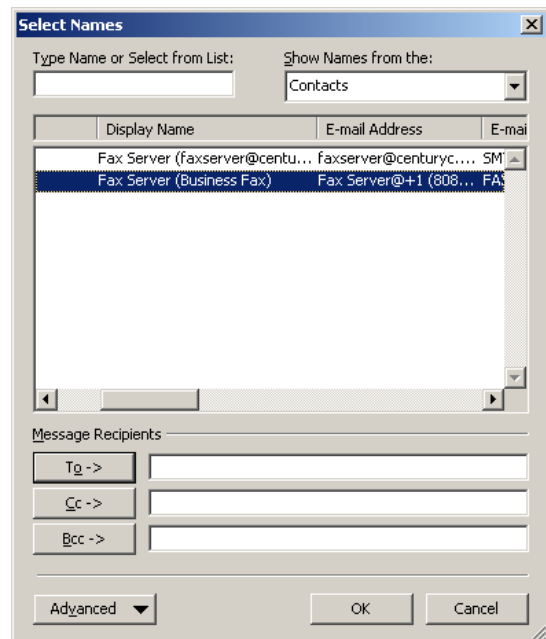 Select Names
Type Name or Select from List: Show Names from the:
Contacts
Display Name E-mail Address E-mai
Fax Server (faxserver@centu... faxserver@centuryc.... SMT
Fax Server (Business Fax) Fax Server@+1 (808... FAX
Message Recipients
To ->
Cc ->
Bcc ->
Advanced OK Cancel